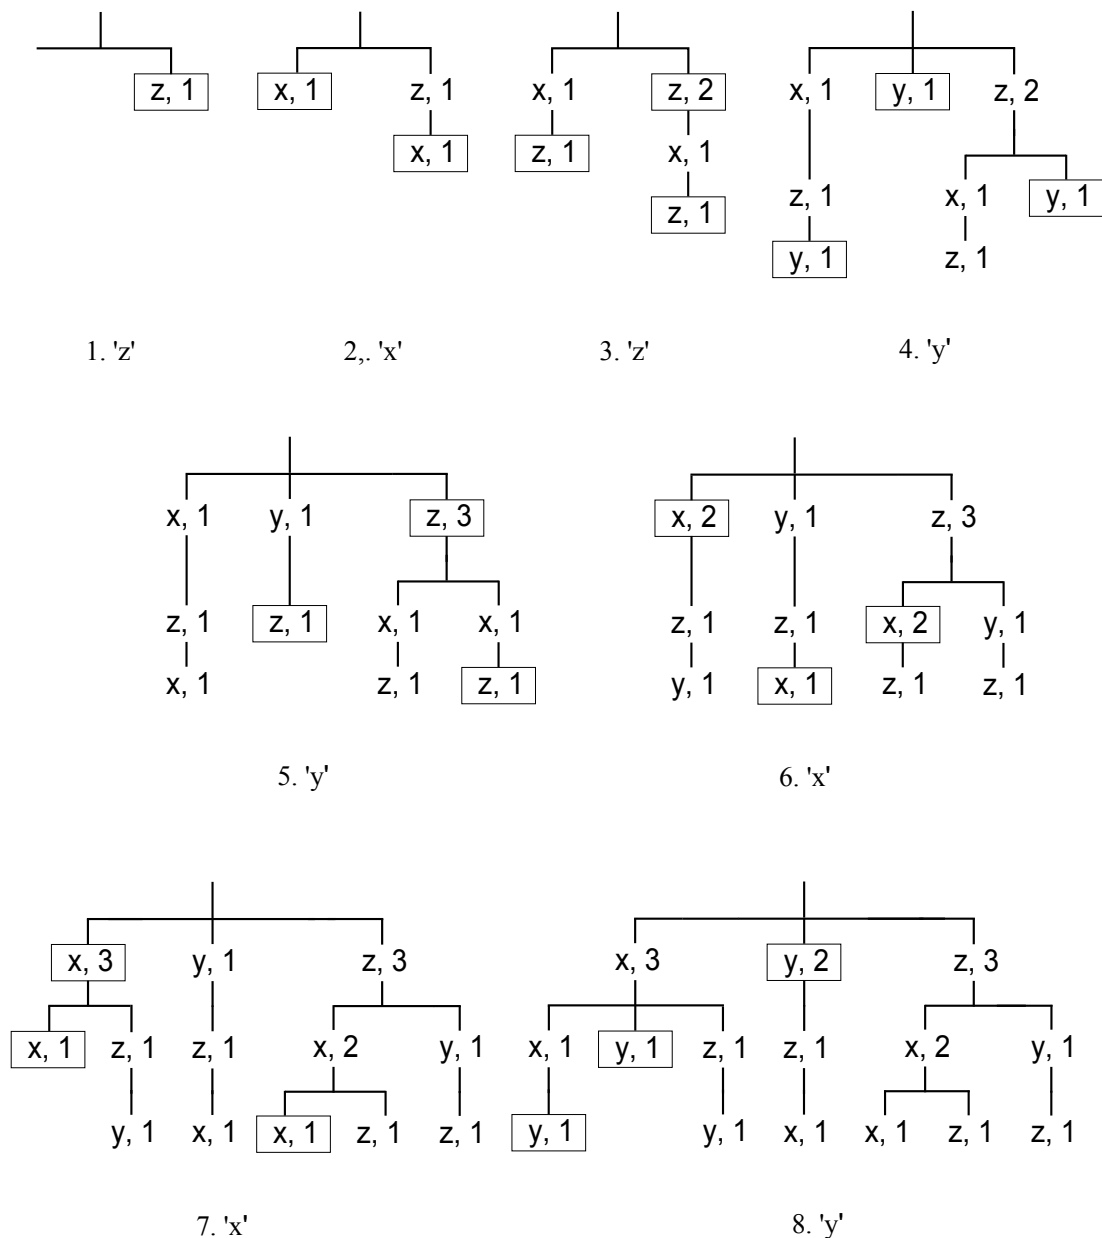 z, 1 x, 1 z, 1 x, 1 z, 2 x, 1 y, 1 z, 2
x, 1 z, 1 x, 1
z, 1 z, 1 x, 1 y, 1
y, 1 z, 1
1. 'z' 2,. 'x' 3. 'z' 4. 'y'
x, 1 y, 1 z, 3 x, 2 y, 1 z, 3
z, 1 z, 1 x, 1 x, 1 z, 1 z, 1 x, 2 y, 1
x, 1 z, 1 z, 1 y, 1 x, 1 z, 1 z, 1
5. 'y' 6. 'x'
x, 3 y, 1 z, 3 x, 3 y, 2 z, 3
x, 1 z, 1 z, 1 x, 2 y, 1 x, 1 y, 1 z, 1 z, 1 x, 2 y, 1
y, 1 x, 1 x, 1 z, 1 z, 1 y, 1 y, 1 x, 1 x, 1 z, 1 z, 1
7. 'x' 8. 'y'